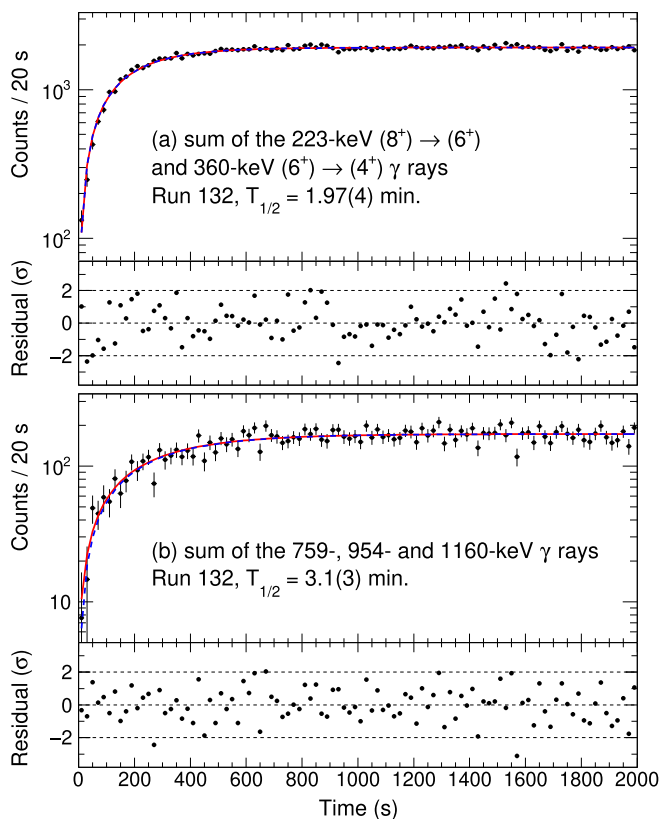 Counts / 20 s
10³
10²
(a) sum of the 223-keV (8⁺) → (6⁺)
and 360-keV (6⁺) → (4⁺) γ rays
Run 132, T₁/₂ = 1.97(4) min.
Residual (σ)
2
0
−2
Counts / 20 s
10²
10
(b) sum of the 759-, 954- and 1160-keV γ rays
Run 132, T₁/₂ = 3.1(3) min.
Residual (σ)
2
0
−2
0 200 400 600 800 1000 1200 1400 1600 1800 2000
Time (s)